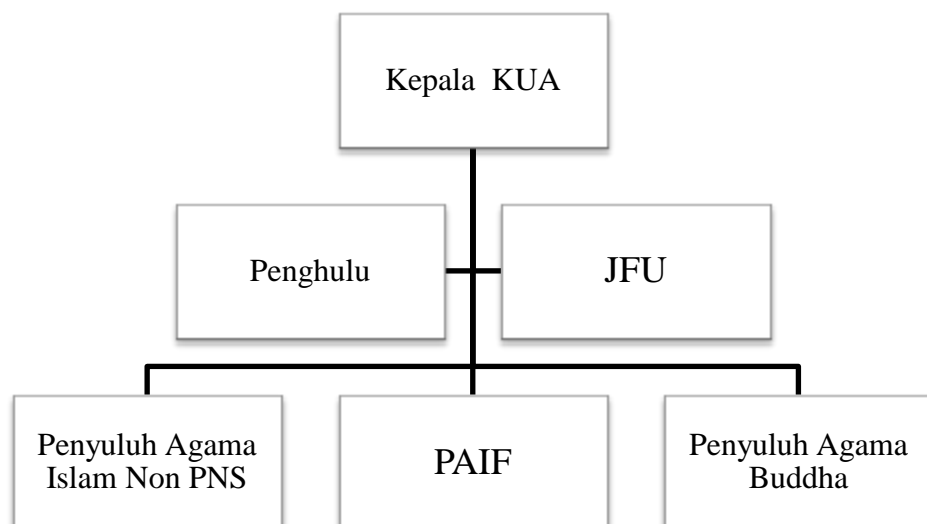 Kepala KUA
Penghulu
JFU
Penyuluh Agama
Islam Non PNS
PAIF
Penyuluh Agama
Buddha